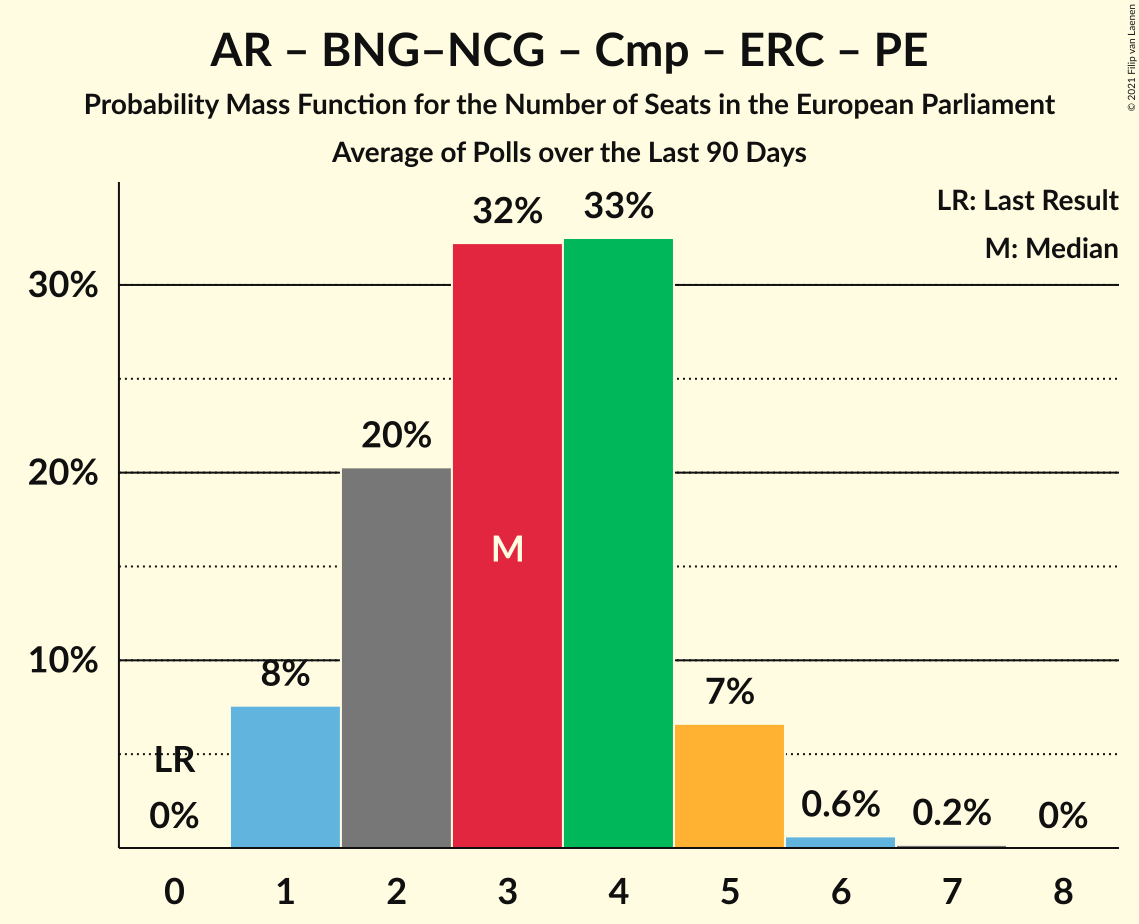 AR – BNG–NCG – Cmp – ERC – PE
Probability Mass Function for the Number of Seats in the European Parliament
Average of Polls over the Last 90 Days
© 2021 Filip van Laenen
LR: Last Result
M: Median
32%
33%
30%
20%
20%
M
10%
8%
7%
LR
0%
0.6%
0.2%
0%
0 1 2 3 4 5 6 7 8